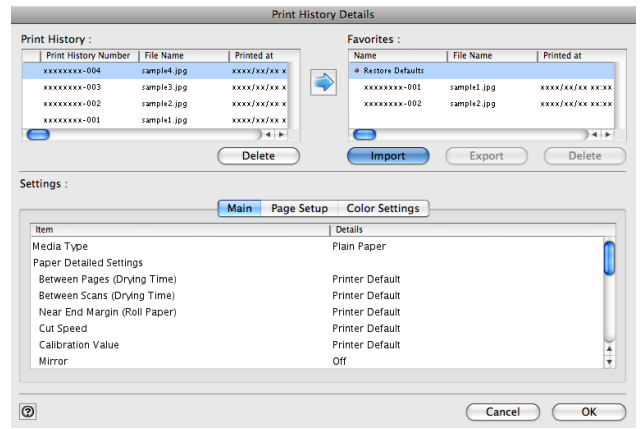 Print History Details
Print History :
Print History Number File Name Printed at
xxxxxxxx-004 sample4.jpg xxxx/xx/xx x
xxxxxxxx-003 sample3.jpg xxxx/xx/xx x
xxxxxxxx-002 sample2.jpg xxxx/xx/xx x
xxxxxxxx-001 sample1.jpg xxxx/xx/xx x
Delete
Favorites :
Name File Name Printed at
Restore Defaults
xxxxxxxx-001 sample1.jpg xxxx/xx/xx xx:xx
xxxxxxxx-002 sample2.jpg xxxx/xx/xx xx:xx
Import Export Delete
Settings :
Main Page Setup Color Settings
Item Details
Media Type Plain Paper
Paper Detailed Settings
Between Pages (Drying Time) Printer Default
Between Scans (Drying Time) Printer Default
Near End Margin (Roll Paper) Printer Default
Cut Speed Printer Default
Calibration Value Printer Default
Mirror Off
? Cancel OK